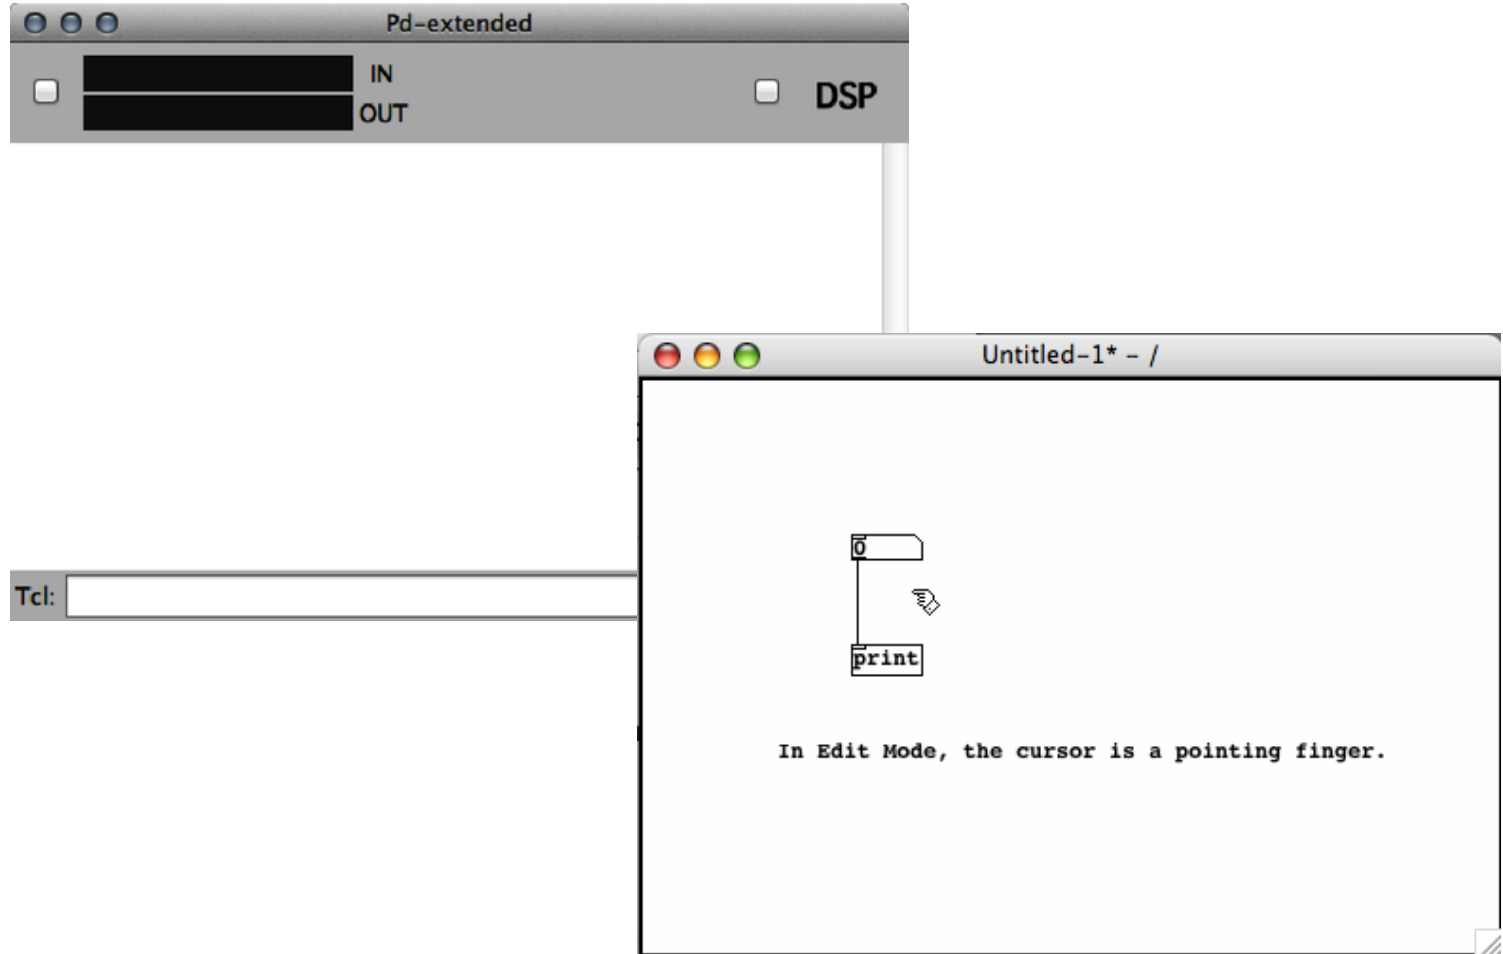 Pd-extended
IN
OUT
DSP
Untitled-1* - /
0
print
In Edit Mode, the cursor is a pointing finger.
Tcl: